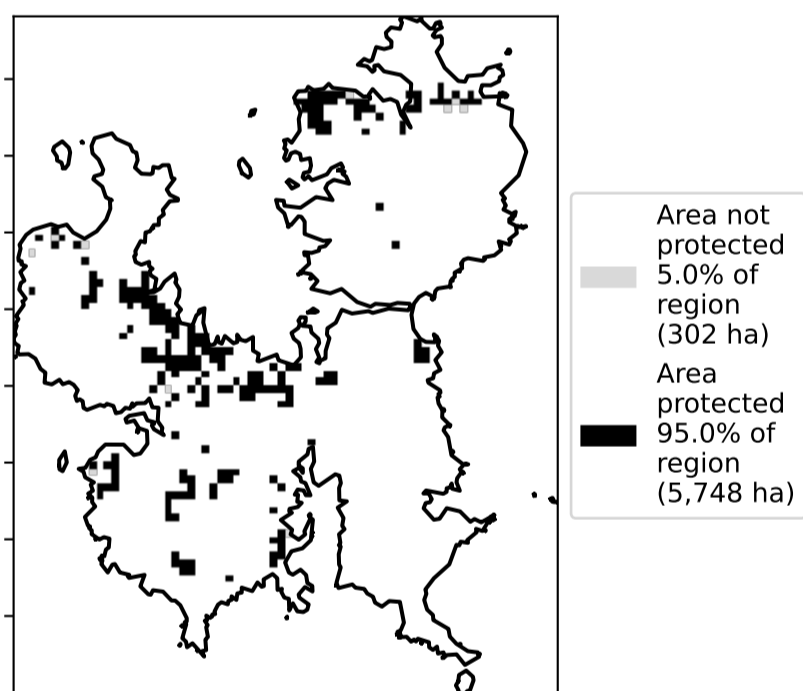 Area not
protected
5.0% of
region
(302 ha)
Area
protected
95.0% of
region
(5,748 ha)